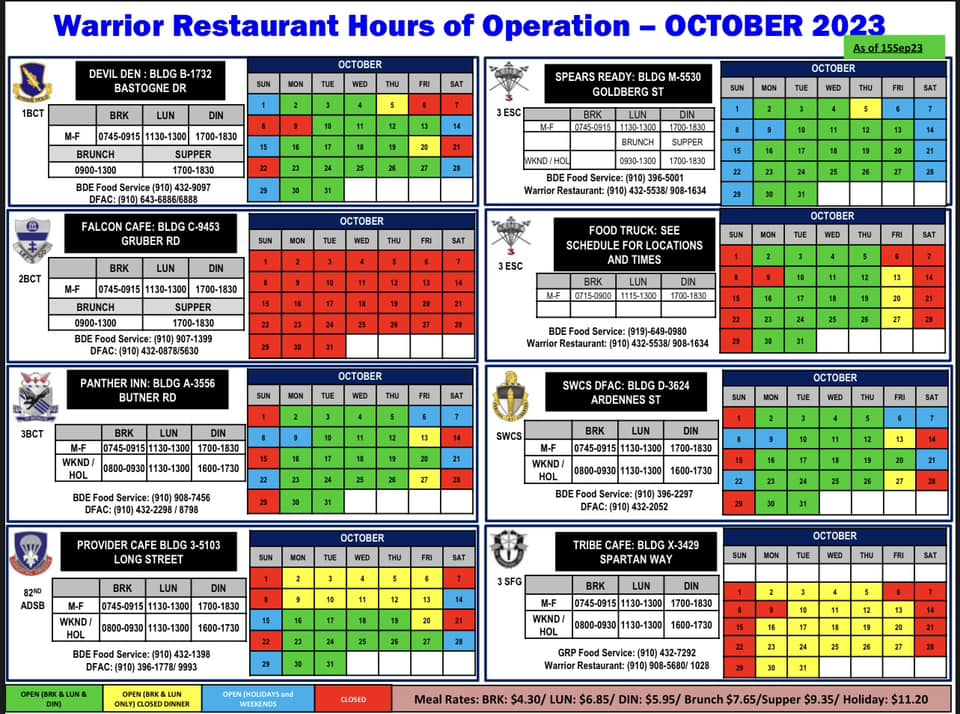 Warrior Restaurant Hours of Operation – OCTOBER 2023
As of 15Sep23
DEVIL DEN : BLDG B-1732
BASTOGNE DR
1BCT
BRK LUN DIN
M-F 0745-0915 1130-1300 1700-1830
BRUNCH SUPPER
0900-1300 1700-1830
BDE Food Service (910) 432-9097
DFAC: (910) 643-6886/6888
OCTOBER
SUN MON TUE WED THU FRI SAT
1 2 3 4 5 6 7
8 9 10 11 12 13 14
15 16 17 18 19 20 21
22 23 24 25 26 27 28
29 30 31
SPEARS READY: BLDG M-5530
GOLDBERG ST
3 ESC
BRK LUN DIN
M-F 0745-0915 1130-1300 1700-1830
BRUNCH SUPPER
WKND / HOL 0930-1300 1700-1830
BDE Food Service: (910) 396-5001
Warrior Restaurant: (910) 432-5538/ 908-1634
OCTOBER
SUN MON TUE WED THU FRI SAT
1 2 3 4 5 6 7
8 9 10 11 12 13 14
15 16 17 18 19 20 21
22 23 24 25 26 27 28
29 30 31
FALCON CAFE: BLDG C-9453
GRUBER RD
2BCT
BRK LUN DIN
M-F 0745-0915 1130-1300 1700-1830
BRUNCH SUPPER
0900-1300 1700-1830
BDE Food Service: (910) 907-1399
DFAC: (910) 432-0878/5630
OCTOBER
SUN MON TUE WED THU FRI SAT
1 2 3 4 5 6 7
8 9 10 11 12 13 14
15 16 17 18 19 20 21
22 23 24 25 26 27 28
29 30 31
FOOD TRUCK: SEE
SCHEDULE FOR LOCATIONS
AND TIMES
3 ESC
BRK LUN DIN
M-F 0715-0900 1115-1300 1700-1830
BDE Food Service: (919)-649-0980
Warrior Restaurant: (910) 432-5538/ 908-1634
OCTOBER
SUN MON TUE WED THU FRI SAT
1 2 3 4 5 6 7
8 9 10 11 12 13 14
15 16 17 18 19 20 21
22 23 24 25 26 27 28
29 30 31
PANTHER INN: BLDG A-3556
BUTNER RD
3BCT
BRK LUN DIN
M-F 0745-0915 1130-1300 1700-1830
WKND /
HOL 0800-0930 1130-1300 1600-1730
BDE Food Service: (910) 908-7456
DFAC: (910) 432-2298 / 8798
OCTOBER
SUN MON TUE WED THU FRI SAT
1 2 3 4 5 6 7
8 9 10 11 12 13 14
15 16 17 18 19 20 21
22 23 24 25 26 27 28
29 30 31
SWCS DFAC: BLDG D-3624
ARDENNES ST
SWCS
BRK LUN DIN
M-F 0745-0915 1130-1300 1700-1830
WKND /
HOL 0800-0930 1130-1300 1600-1730
BDE Food Service: (910) 396-2297
DFAC: (910) 432-2052
OCTOBER
SUN MON TUE WED THU FRI SAT
1 2 3 4 5 6 7
8 9 10 11 12 13 14
15 16 17 18 19 20 21
22 23 24 25 26 27 28
29 30 31
PROVIDER CAFE BLDG 3-5103
LONG STREET
82ND
ADSB
BRK LUN DIN
M-F 0745-0915 1130-1300 1700-1830
WKND /
HOL 0800-0930 1130-1300 1600-1730
BDE Food Service: (910) 432-1398
DFAC: (910) 396-1778/ 9993
OCTOBER
SUN MON TUE WED THU FRI SAT
1 2 3 4 5 6 7
8 9 10 11 12 13 14
15 16 17 18 19 20 21
22 23 24 25 26 27 28
29 30 31
TRIBE CAFE: BLDG X-3429
SPARTAN WAY
3 SFG
BRK LUN DIN
M-F 0745-0915 1130-1300 1700-1830
WKND /
HOL 0800-0930 1130-1300 1600-1730
GRP Food Service: (910) 432-7292
Warrior Restaurant: (910) 908-5680/ 1028
OCTOBER
SUN MON TUE WED THU FRI SAT
1 2 3 4 5 6 7
8 9 10 11 12 13 14
15 16 17 18 19 20 21
22 23 24 25 26 27 28
29 30 31
OPEN (BRK & LUN &
DIN)
OPEN (BRK & LUN
ONLY) CLOSED DINNER
OPEN (HOLIDAYS and
WEEKENDS
CLOSED
Meal Rates: BRK: $4.30/ LUN: $6.85/ DIN: $5.95/ Brunch $7.65/Supper $9.35/ Holiday: $11.20